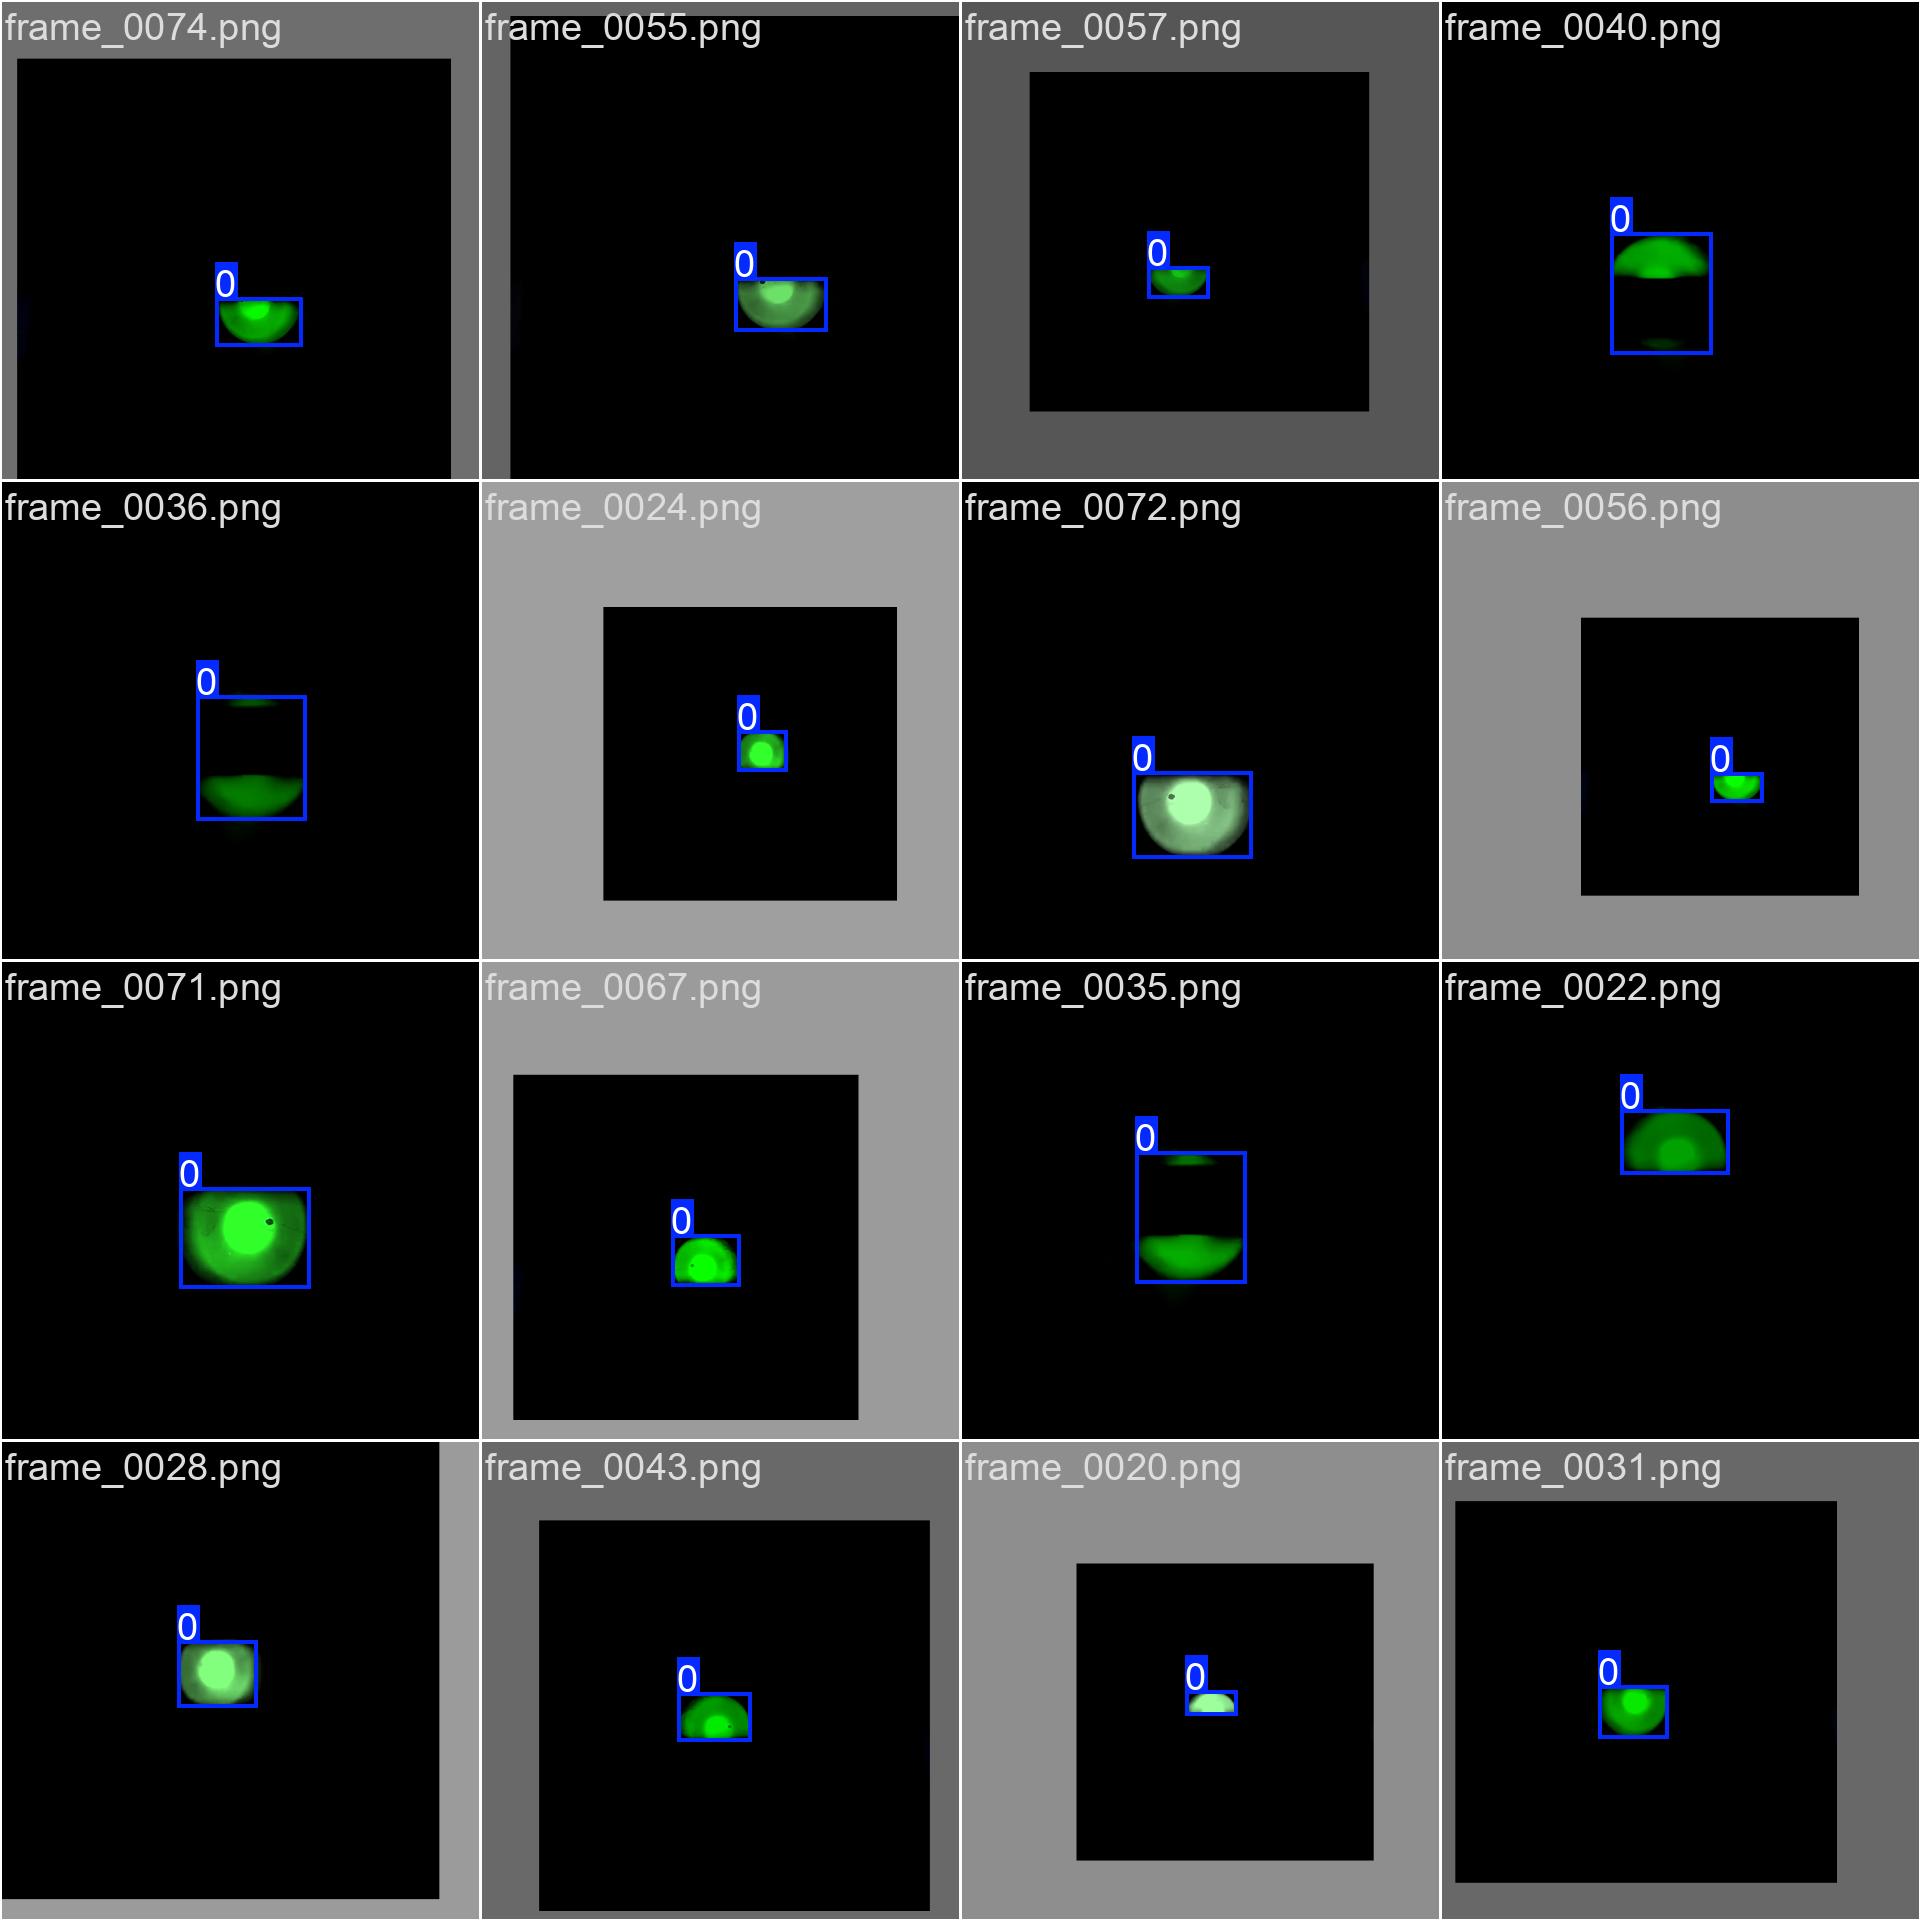 frame_0074.png
0
frame_0055.png
0
frame_0057.png
0
frame_0040.png
0
frame_0036.png
0
frame_0024.png
0
frame_0072.png
0
frame_0056.png
0
frame_0071.png
0
frame_0067.png
0
frame_0035.png
0
frame_0022.png
0
frame_0028.png
0
frame_0043.png
0
frame_0020.png
0
frame_0031.png
0